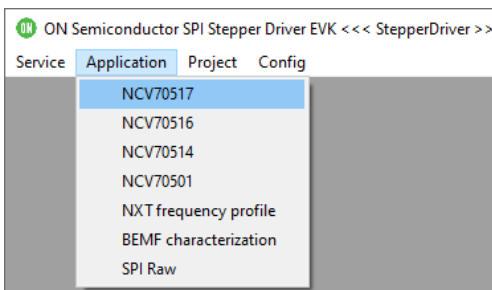 ON ON Semiconductor SPI Stepper Driver EVK <<< StepperDriver >>
Service Application Project Config
NCV70517
NCV70516
NCV70514
NCV70501
NXT frequency profile
BEMF characterization
SPI Raw